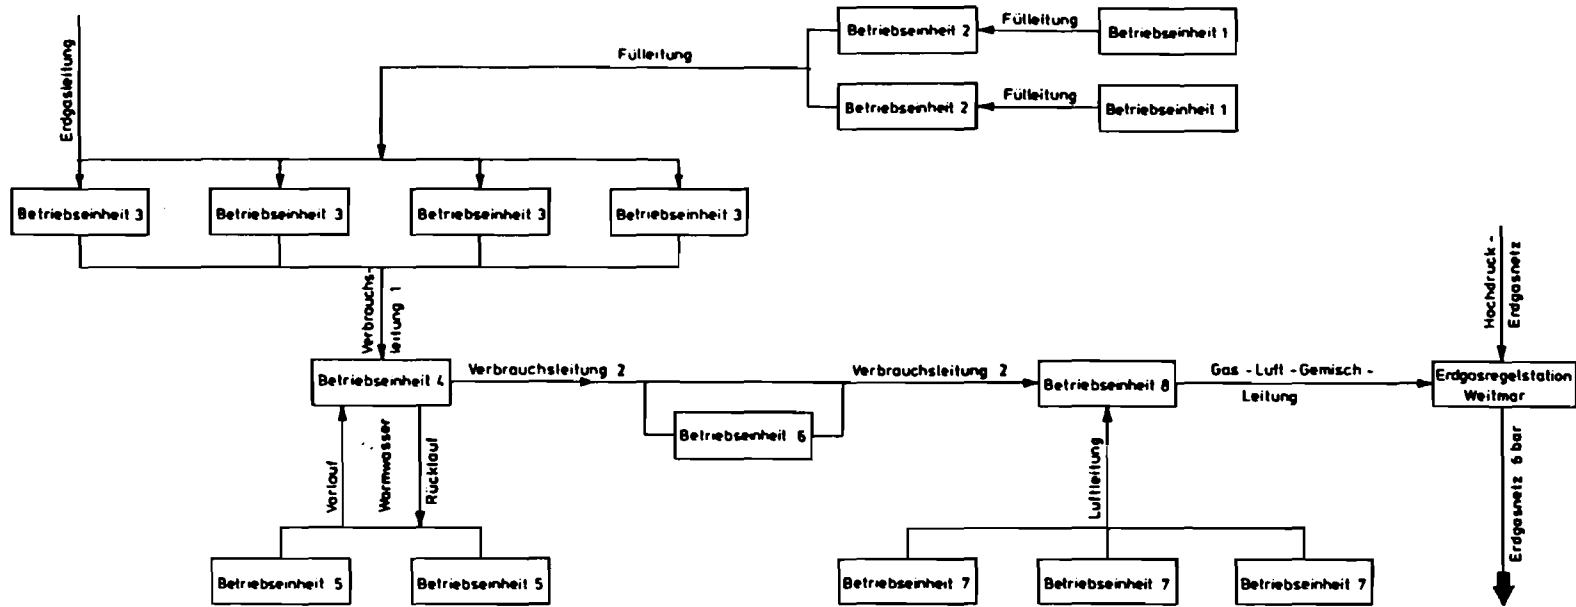 Betriebseinheit 2
Fülleitung
Betriebseinheit 1
Fülleitung
Betriebseinheit 2
Fülleitung
Betriebseinheit 1
Erdgasleitung
Betriebseinheit 3
Betriebseinheit 3
Betriebseinheit 3
Betriebseinheit 3
Verbrauchs-
leitung 1
Hochdruck -
Erdgasnetz
Betriebseinheit 4
Verbrauchsleitung 2
Verbrauchsleitung 2
Betriebseinheit 8
Gas - Luft - Gemisch -
Leitung
Erdgasregelstation
Weitmar
Betriebseinheit 6
Vorlauf
Warmwasser
Rücklauf
Luftleitung
Erdgasnetz 6 bar
Betriebseinheit 5
Betriebseinheit 5
Betriebseinheit 7
Betriebseinheit 7
Betriebseinheit 7